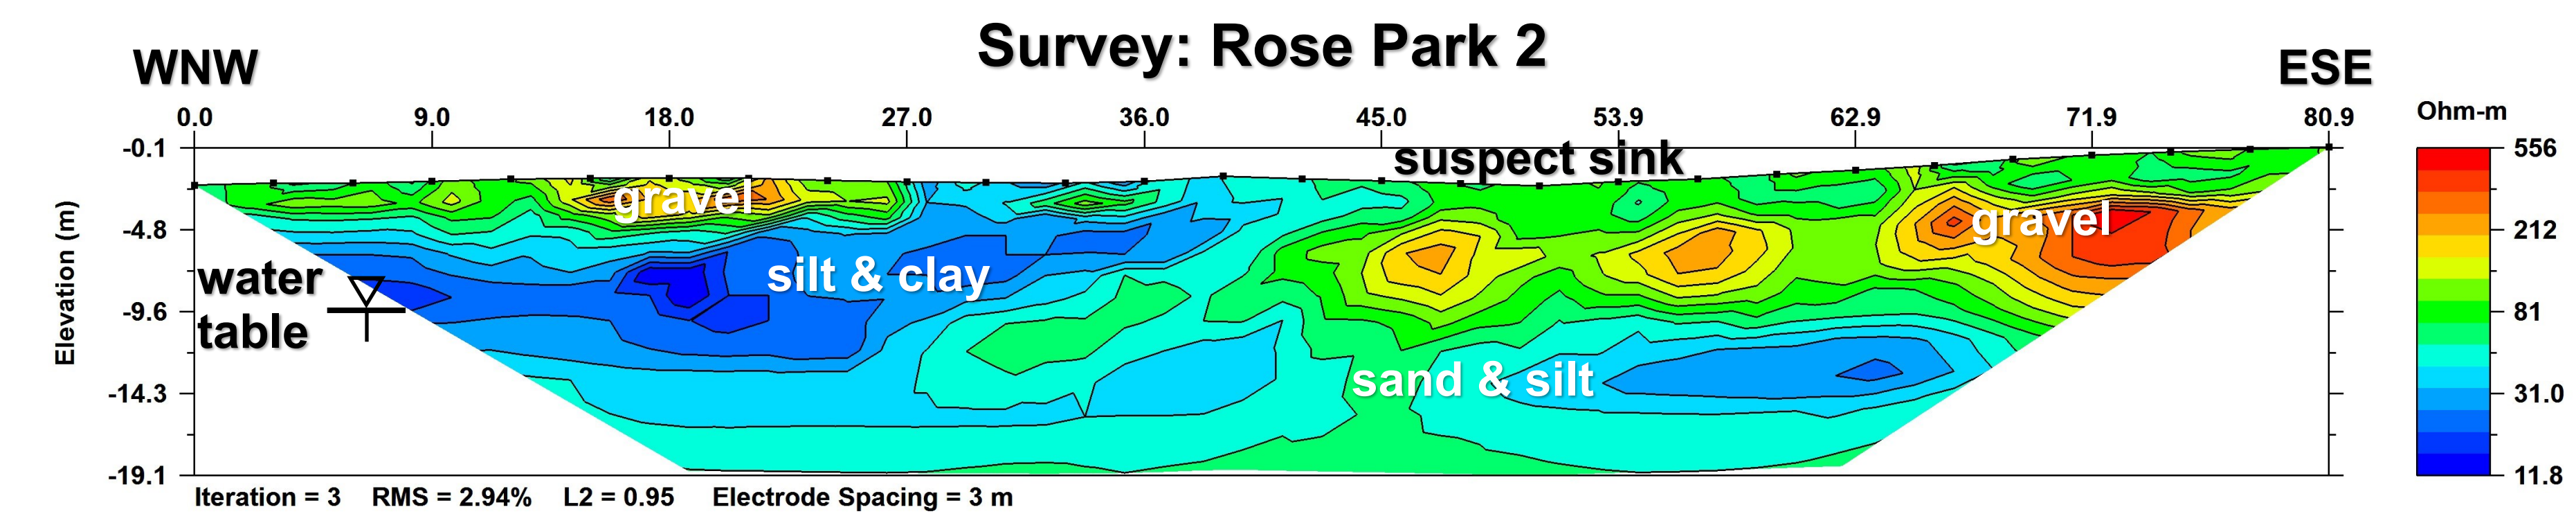 Survey: Rose Park 2
WNW
ESE
0.0 9.0 18.0 27.0 36.0 45.0 53.9 62.9 71.9 80.9
Ohm-m
-0.1
-4.8
-9.6
-14.3
-19.1
Elevation (m)
suspect sink
gravel
gravel
silt & clay
water
table
sand & silt
556
212
81
31.0
11.8
Iteration = 3 RMS = 2.94% L2 = 0.95 Electrode Spacing = 3 m